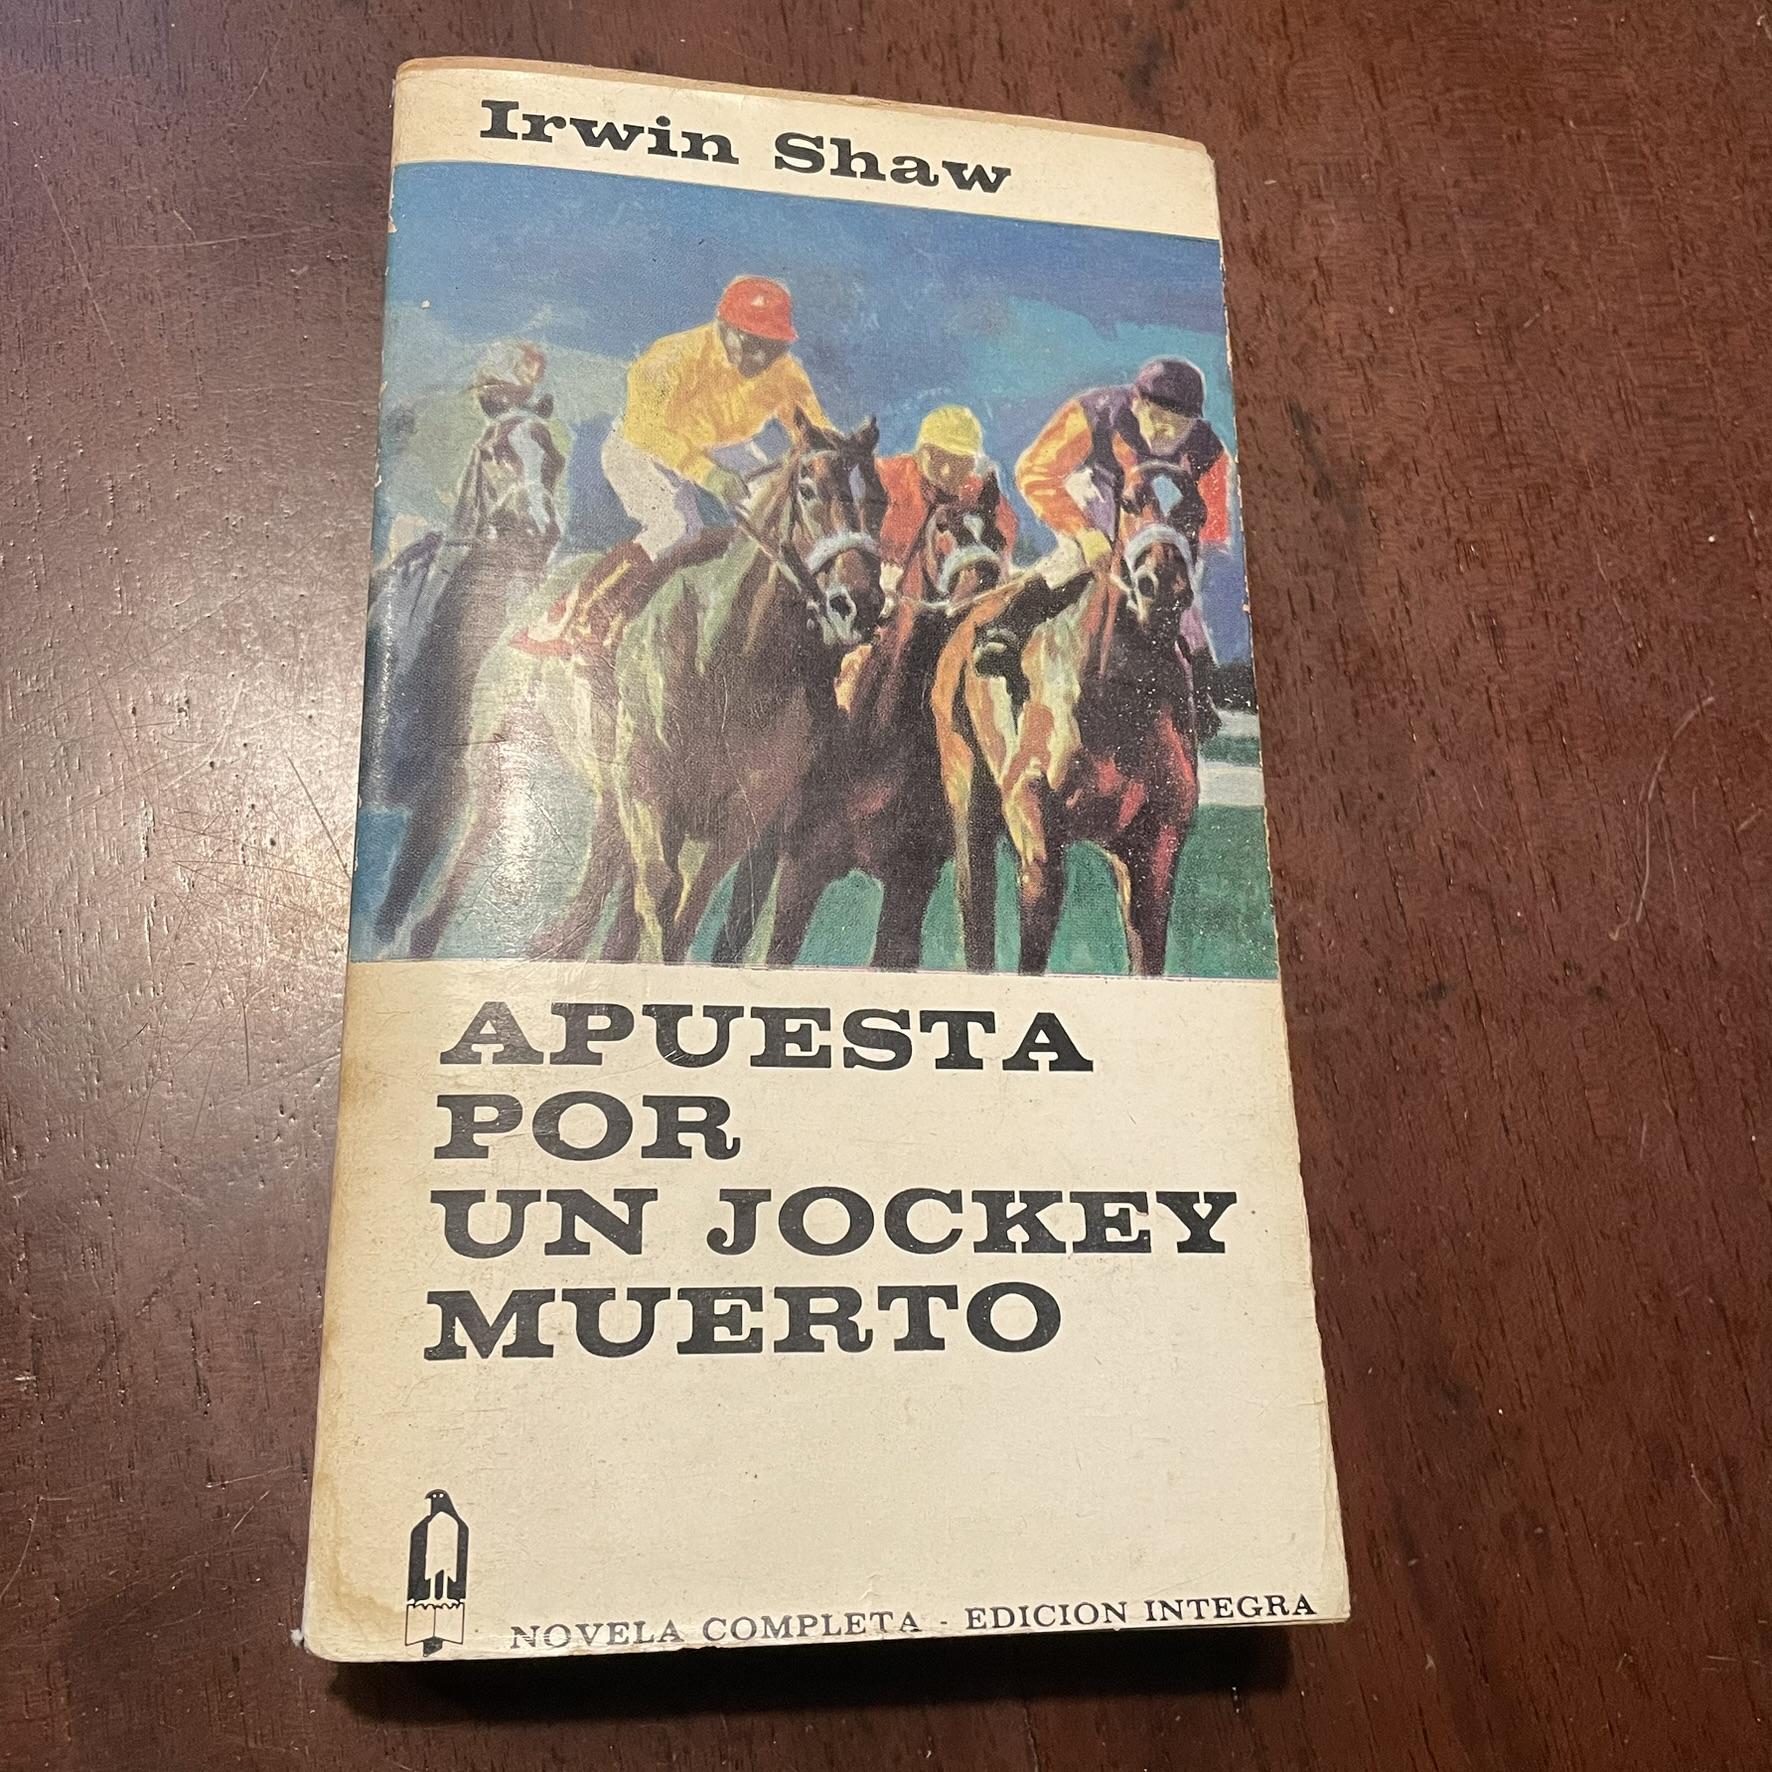 Irwin Shaw
APUESTA
POR
UN JOCKEY
MUERTO
NOVELA COMPLETA - EDICION INTEGRA